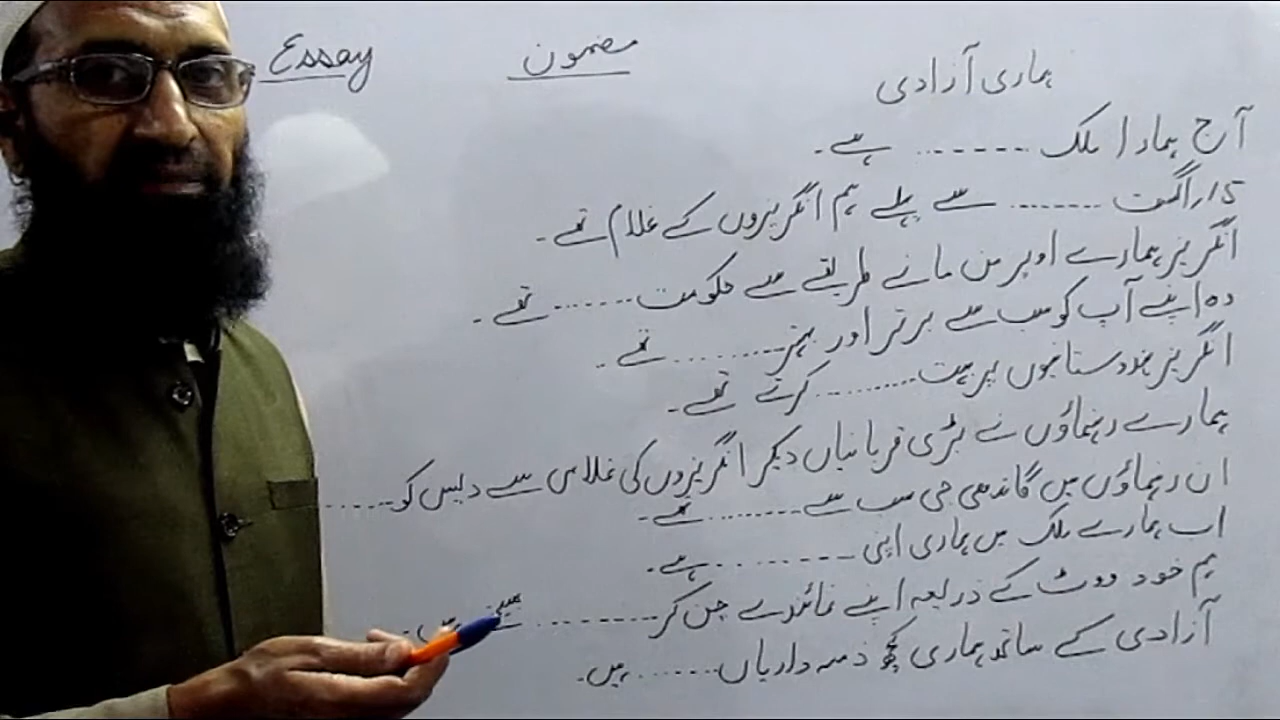 Essay
مضمون
ہماری آزادی
آج ہمارا ملک ------... ہے۔
15/اگست -------... سے پہلے ہم انگریزوں کے غلام تھے۔
انگریز ہمارے اوپر من مانے طریقے سے حکومت ------... تھے۔
وہ اپنے آپ کو سب سے برتر اور بہتر ------... تھے۔
انگریز ہندوستانیوں پر بہت ------... کرتے تھے۔
ہمارے رہنماؤں نے بڑی قربانیاں دیکر انگریزوں کی غلامی سے دیس کو ------...
ان رہنماؤں میں گاندھی جی سب سے ------... تھے۔
اب ہمارے ملک میں ہماری اپنی ------... ہے۔
ہم خود ووٹ کے ذریعہ اپنے نمائندے چن کر ------...
آزادی کے ساتھ ہماری کچھ ذمہ داریاں ------... ہیں۔